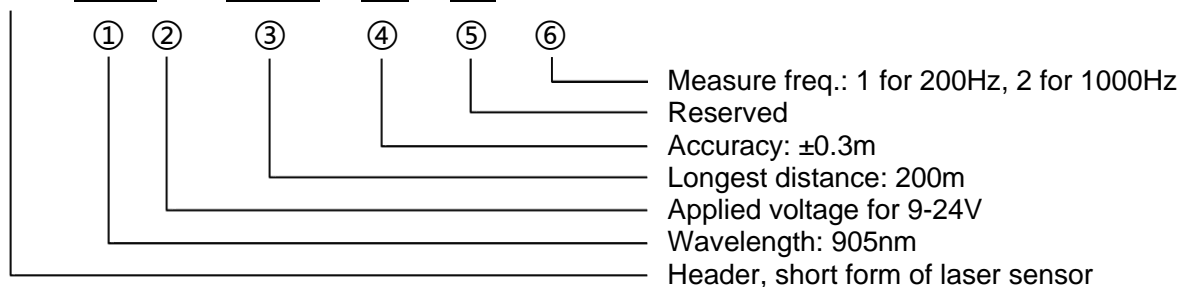 ① ② ③ ④ ⑤ ⑥
Measure freq.: 1 for 200Hz, 2 for 1000Hz
Reserved
Accuracy: ±0.3m
Longest distance: 200m
Applied voltage for 9-24V
Wavelength: 905nm
Header, short form of laser sensor